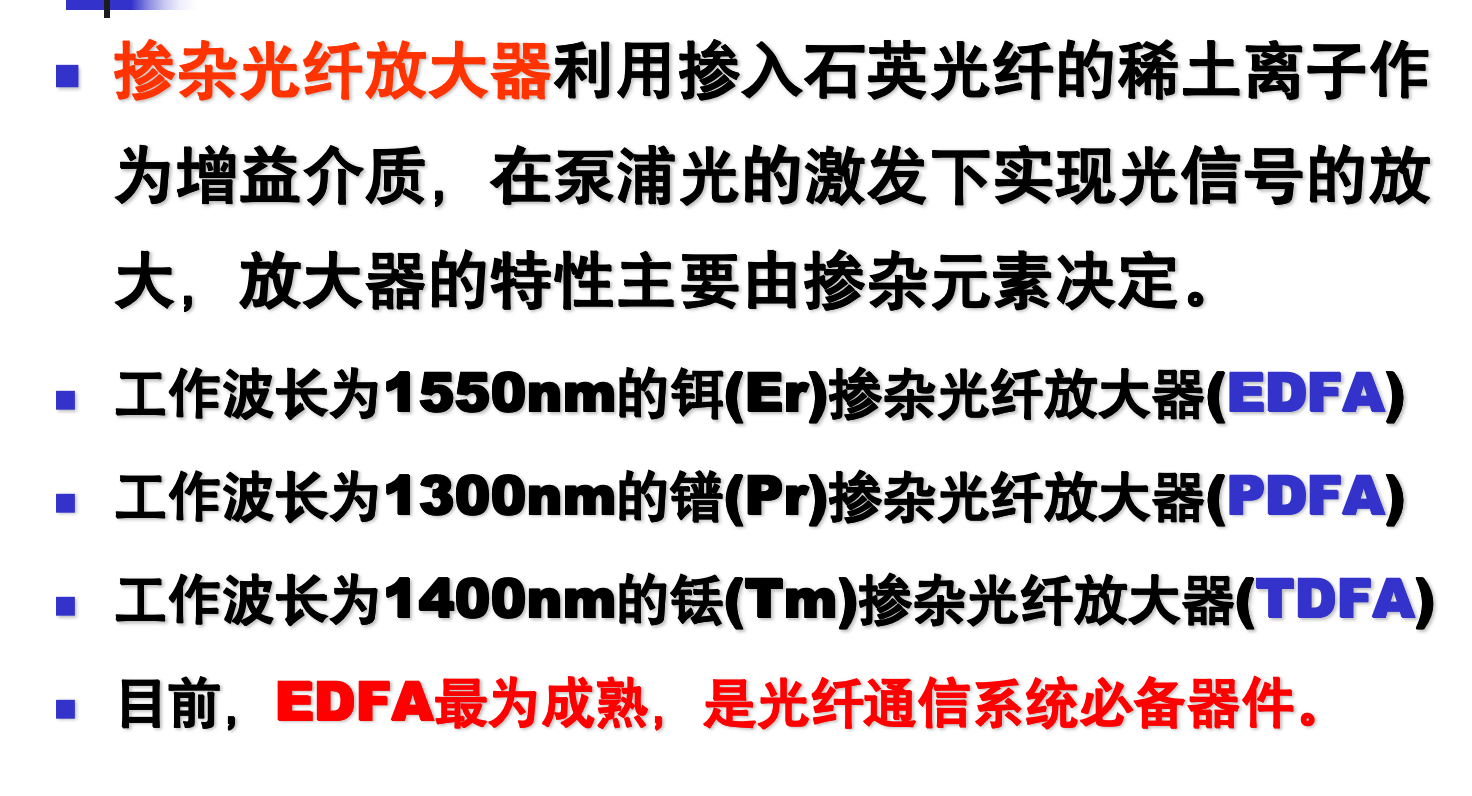 掺杂光纤放大器利用掺入石英光纤的稀土离子作
为增益介质，在泵浦光的激发下实现光信号的放
大，放大器的特性主要由掺杂元素决定。
工作波长为1550nm的铒(Er)掺杂光纤放大器(EDFA)
工作波长为1300nm的镨(Pr)掺杂光纤放大器(PDFA)
工作波长为1400nm的铥(Tm)掺杂光纤放大器(TDFA)
目前，EDFA最为成熟，是光纤通信系统必备器件。